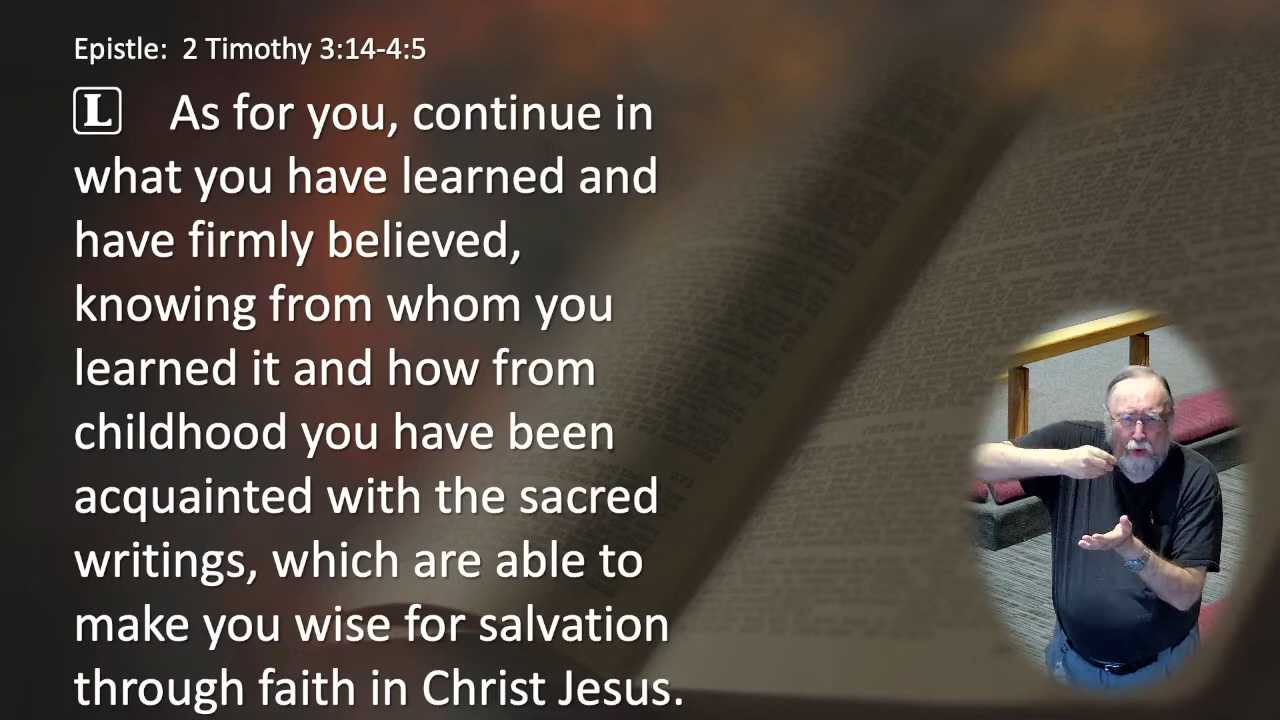 Epistle:  2 Timothy 3:14-4:5
L As for you, continue in
what you have learned and
have firmly believed,
knowing from whom you
learned it and how from
childhood you have been
acquainted with the sacred
writings, which are able to
make you wise for salvation
through faith in Christ Jesus.